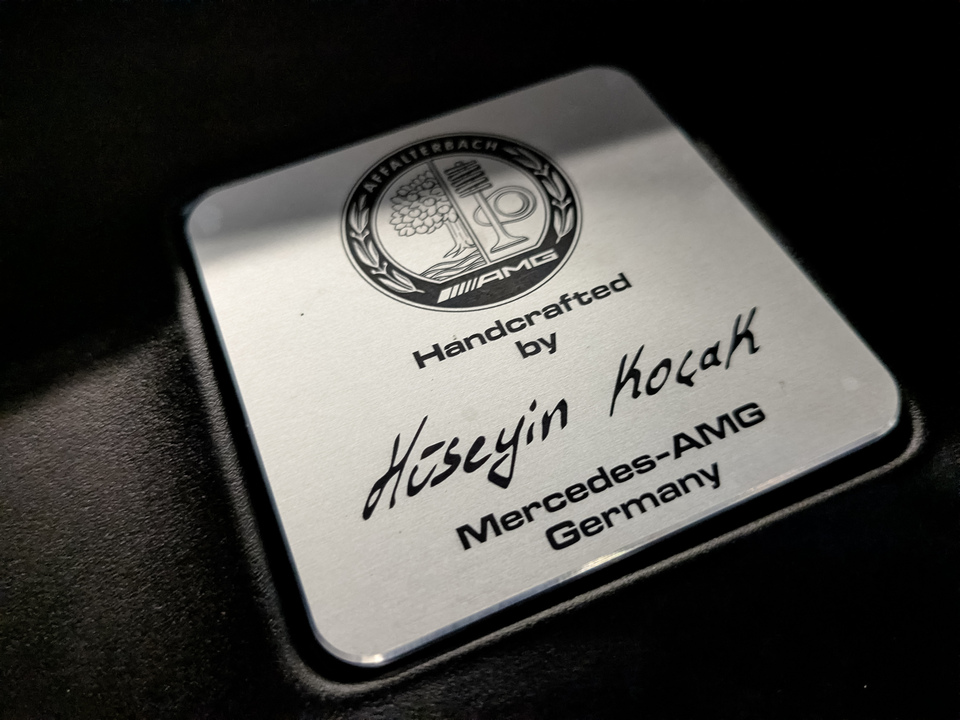 AFFALTERBACH
AMG
Handcrafted
by
Hüseyin Koçak
Mercedes-AMG
Germany